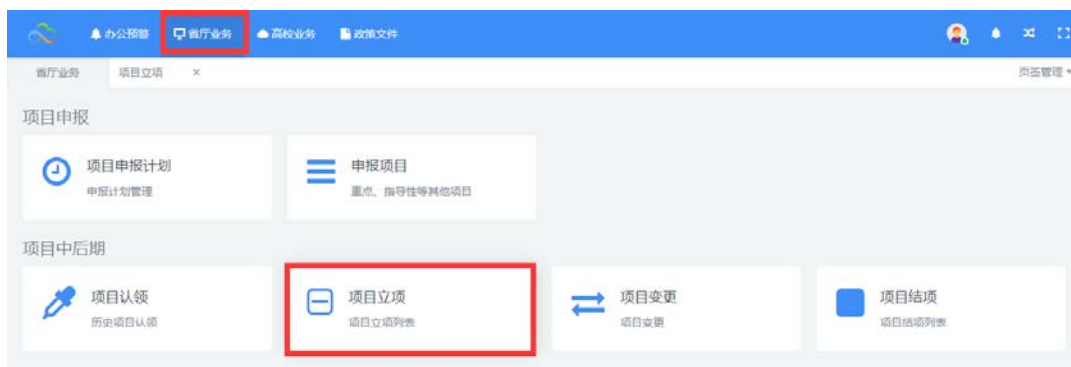 办公预警 省厅业务 高校业务 政策文件
省厅业务 项目立项 × 页签管理
项目申报
项目申报计划 申报项目
申报计划管理 重点、指导性等其他项目
项目中后期
项目认领 项目立项 项目变更 项目结项
历史项目认领 项目立项列表 项目变更 项目结项列表